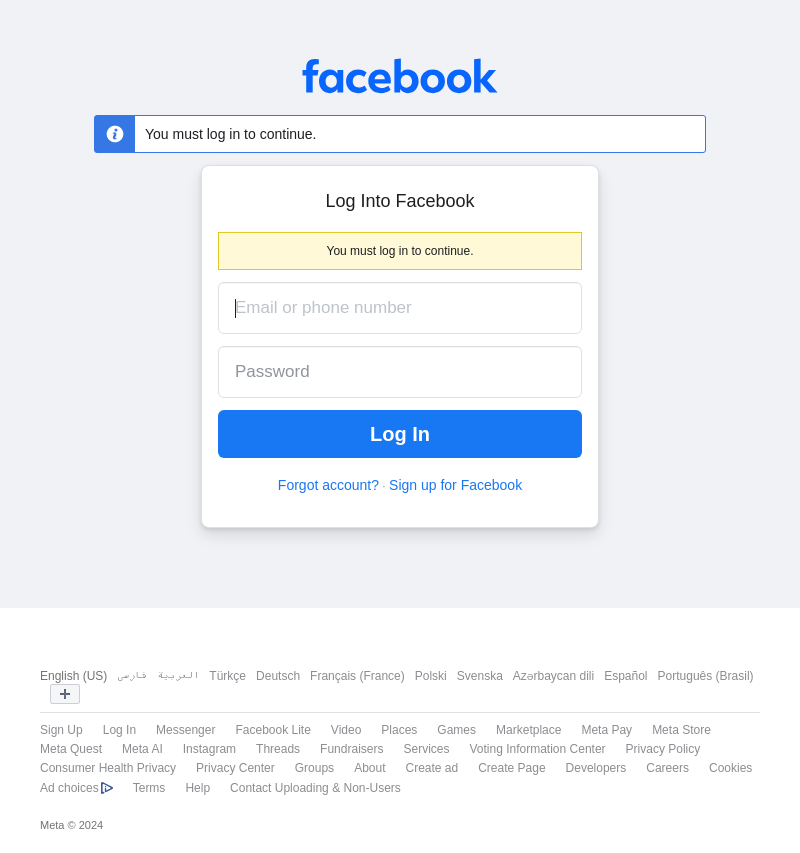 facebook
You must log in to continue.
Log Into Facebook
You must log in to continue.
Email or phone number
Password
Log In
Forgot account? · Sign up for Facebook
English (US) فارسی العربية Türkçe Deutsch Français (France) Polski Svenska Azərbaycan dili Español Português (Brasil)
Sign Up Log In Messenger Facebook Lite Video Places Games Marketplace Meta Pay Meta Store
Meta Quest Meta AI Instagram Threads Fundraisers Services Voting Information Center Privacy Policy
Consumer Health Privacy Privacy Center Groups About Create ad Create Page Developers Careers Cookies
Ad choices Terms Help Contact Uploading & Non-Users
Meta © 2024